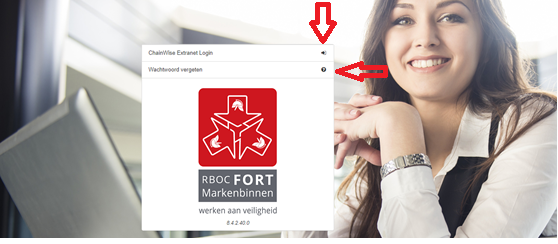 ChainWise Extranet Login
Wachtwoord vergeten
RBOC FORT
Markenbinnen
werken aan veiligheid
8.4.2.40.0